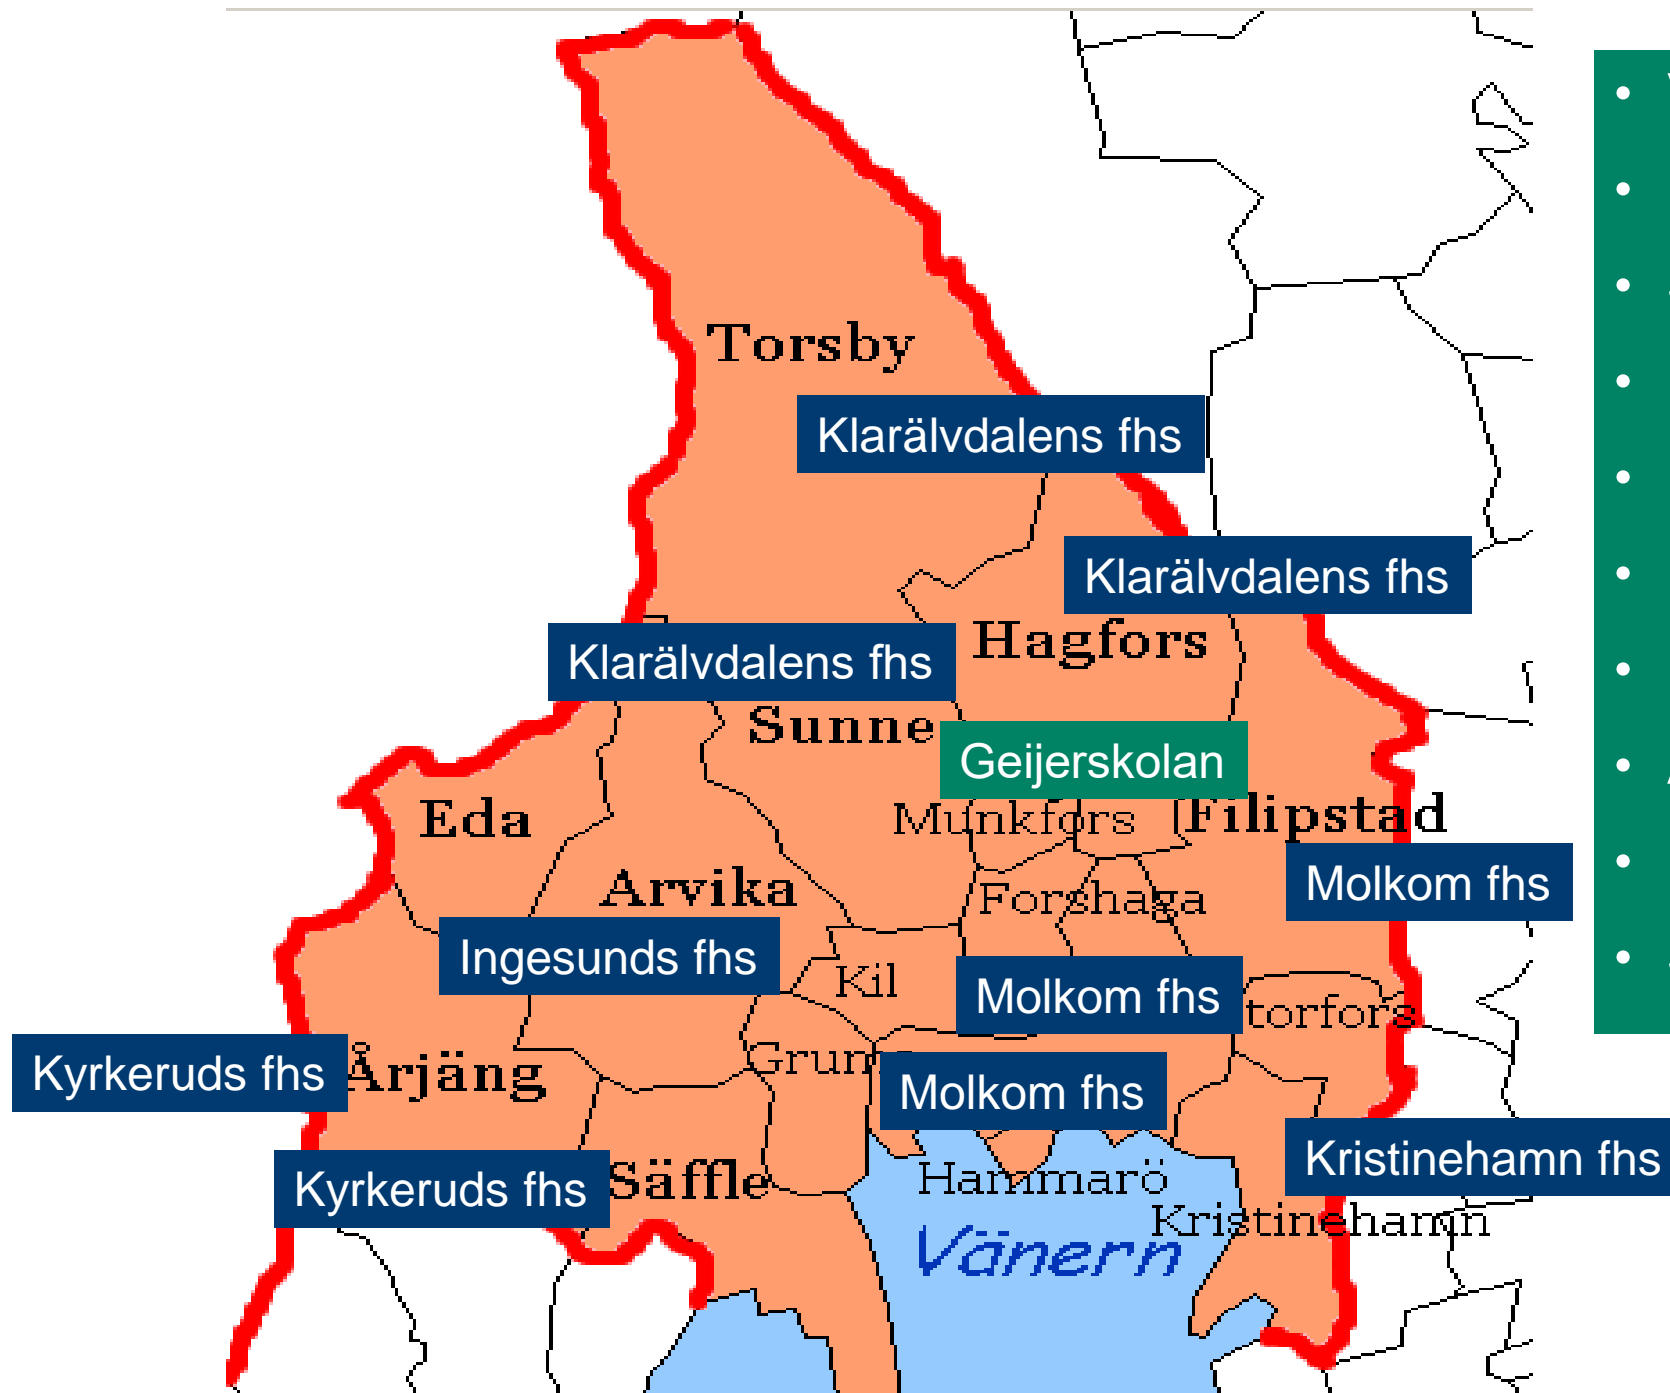 Torsby
Klarälvdalens fhs
Klarälvdalens fhs
Hagfors
Klarälvdalens fhs
Sunne
Geijerskolan
Eda
Munkfors
Filipstad
Arvika
Molkom fhs
Forshaga
Ingesunds fhs
Kil
Molkom fhs
torfors
Kyrkeruds fhs
Årjäng
Grums
Molkom fhs
Kristinehamn fhs
Kyrkeruds fhs
Säffle
Hammarö
Kristinehamn
Vänern